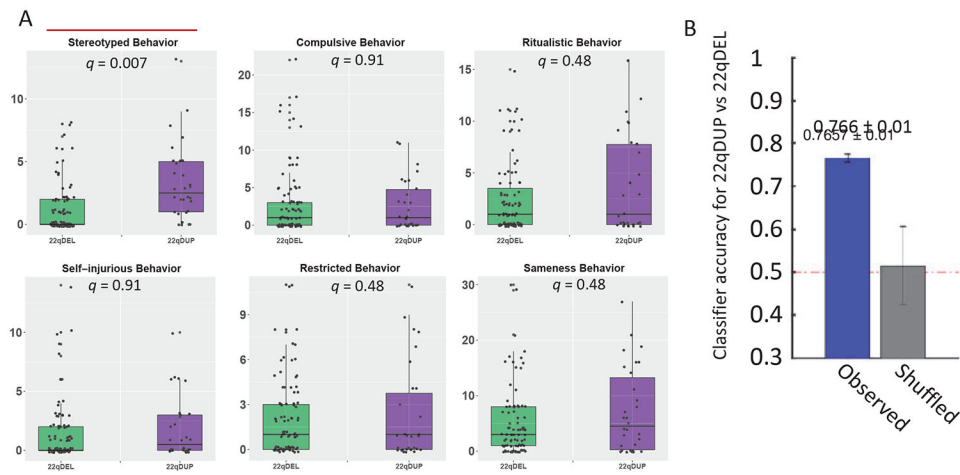 A
Stereotyped Behavior
q = 0.007
10
5
0
22qDEL
22qDUP
Compulsive Behavior
q = 0.91
20
15
10
5
0
22qDEL
22qDUP
Ritualistic Behavior
q = 0.48
15
10
5
0
22qDEL
22qDUP
Self–injurious Behavior
q = 0.91
10
5
0
22qDEL
22qDUP
Restricted Behavior
q = 0.48
9
6
3
0
22qDEL
22qDUP
Sameness Behavior
q = 0.48
30
20
10
0
22qDEL
22qDUP
B
Classifier accuracy for 22qDUP vs 22qDEL
1
0.9
0.8
0.7
0.6
0.5
0.4
0.3
0.766 ± 0.01
0.7657 ± 0.01
Observed
Shuffled